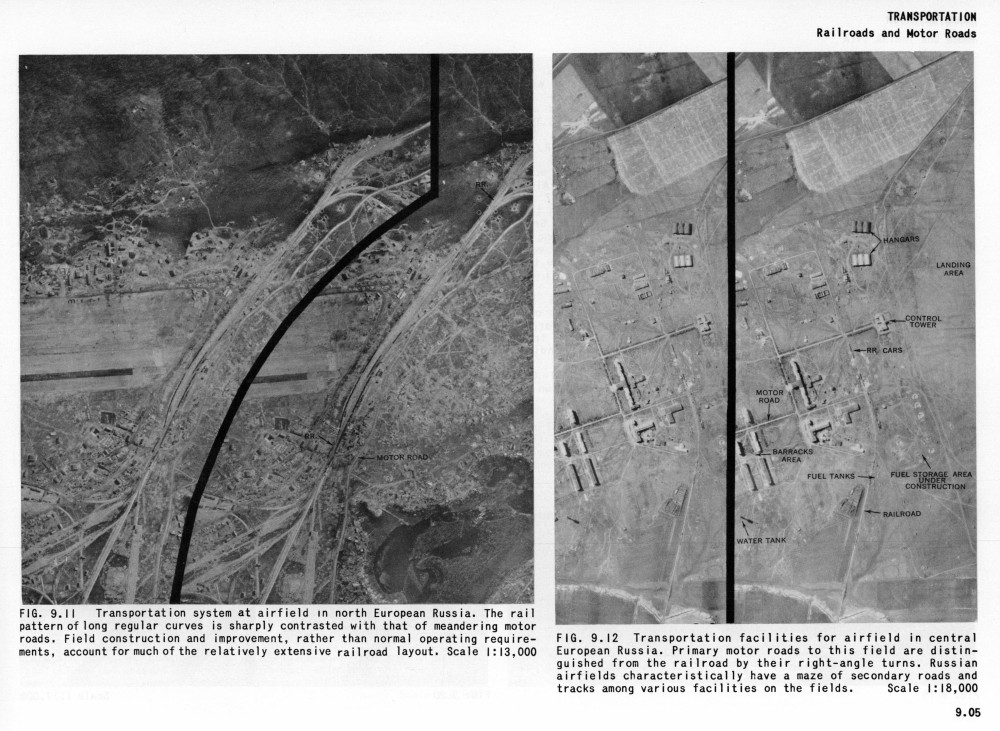 TRANSPORTATION
Railroads and Motor Roads
RR.
RR.
MOTOR ROAD
FIG. 9.11 Transportation system at airfield in north European Russia. The rail
pattern of long regular curves is sharply contrasted with that of meandering motor
roads. Field construction and improvement, rather than normal operating require-
ments, account for much of the relatively extensive railroad layout. Scale 1:13,000
HANGARS
LANDING
AREA
CONTROL
TOWER
RR. CARS
MOTOR
ROAD
BARRACKS
AREA
FUEL TANKS
FUEL STORAGE AREA
UNDER
CONSTRUCTION
RAILROAD
WATER TANK
FIG. 9.12 Transportation facilities for airfield in central
European Russia. Primary motor roads to this field are distin-
guished from the railroad by their right-angle turns. Russian
airfields characteristically have a maze of secondary roads and
tracks among various facilities on the fields. Scale 1:18,000
9.05